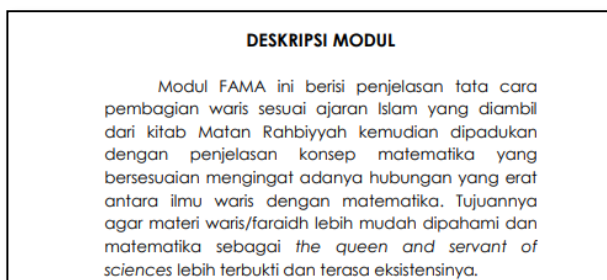 DESKRIPSI MODUL
Modul FAMA ini berisi penjelasan tata cara
pembagian waris sesuai ajaran Islam yang diambil
dari kitab Matan Rahbiyyah kemudian dipadukan
dengan penjelasan konsep matematika yang
bersesuaian mengingat adanya hubungan yang erat
antara ilmu waris dengan matematika. Tujuannya
agar materi waris/faraidh lebih mudah dipahami dan
matematika sebagai the queen and servant of
sciences lebih terbukti dan terasa eksistensinya.